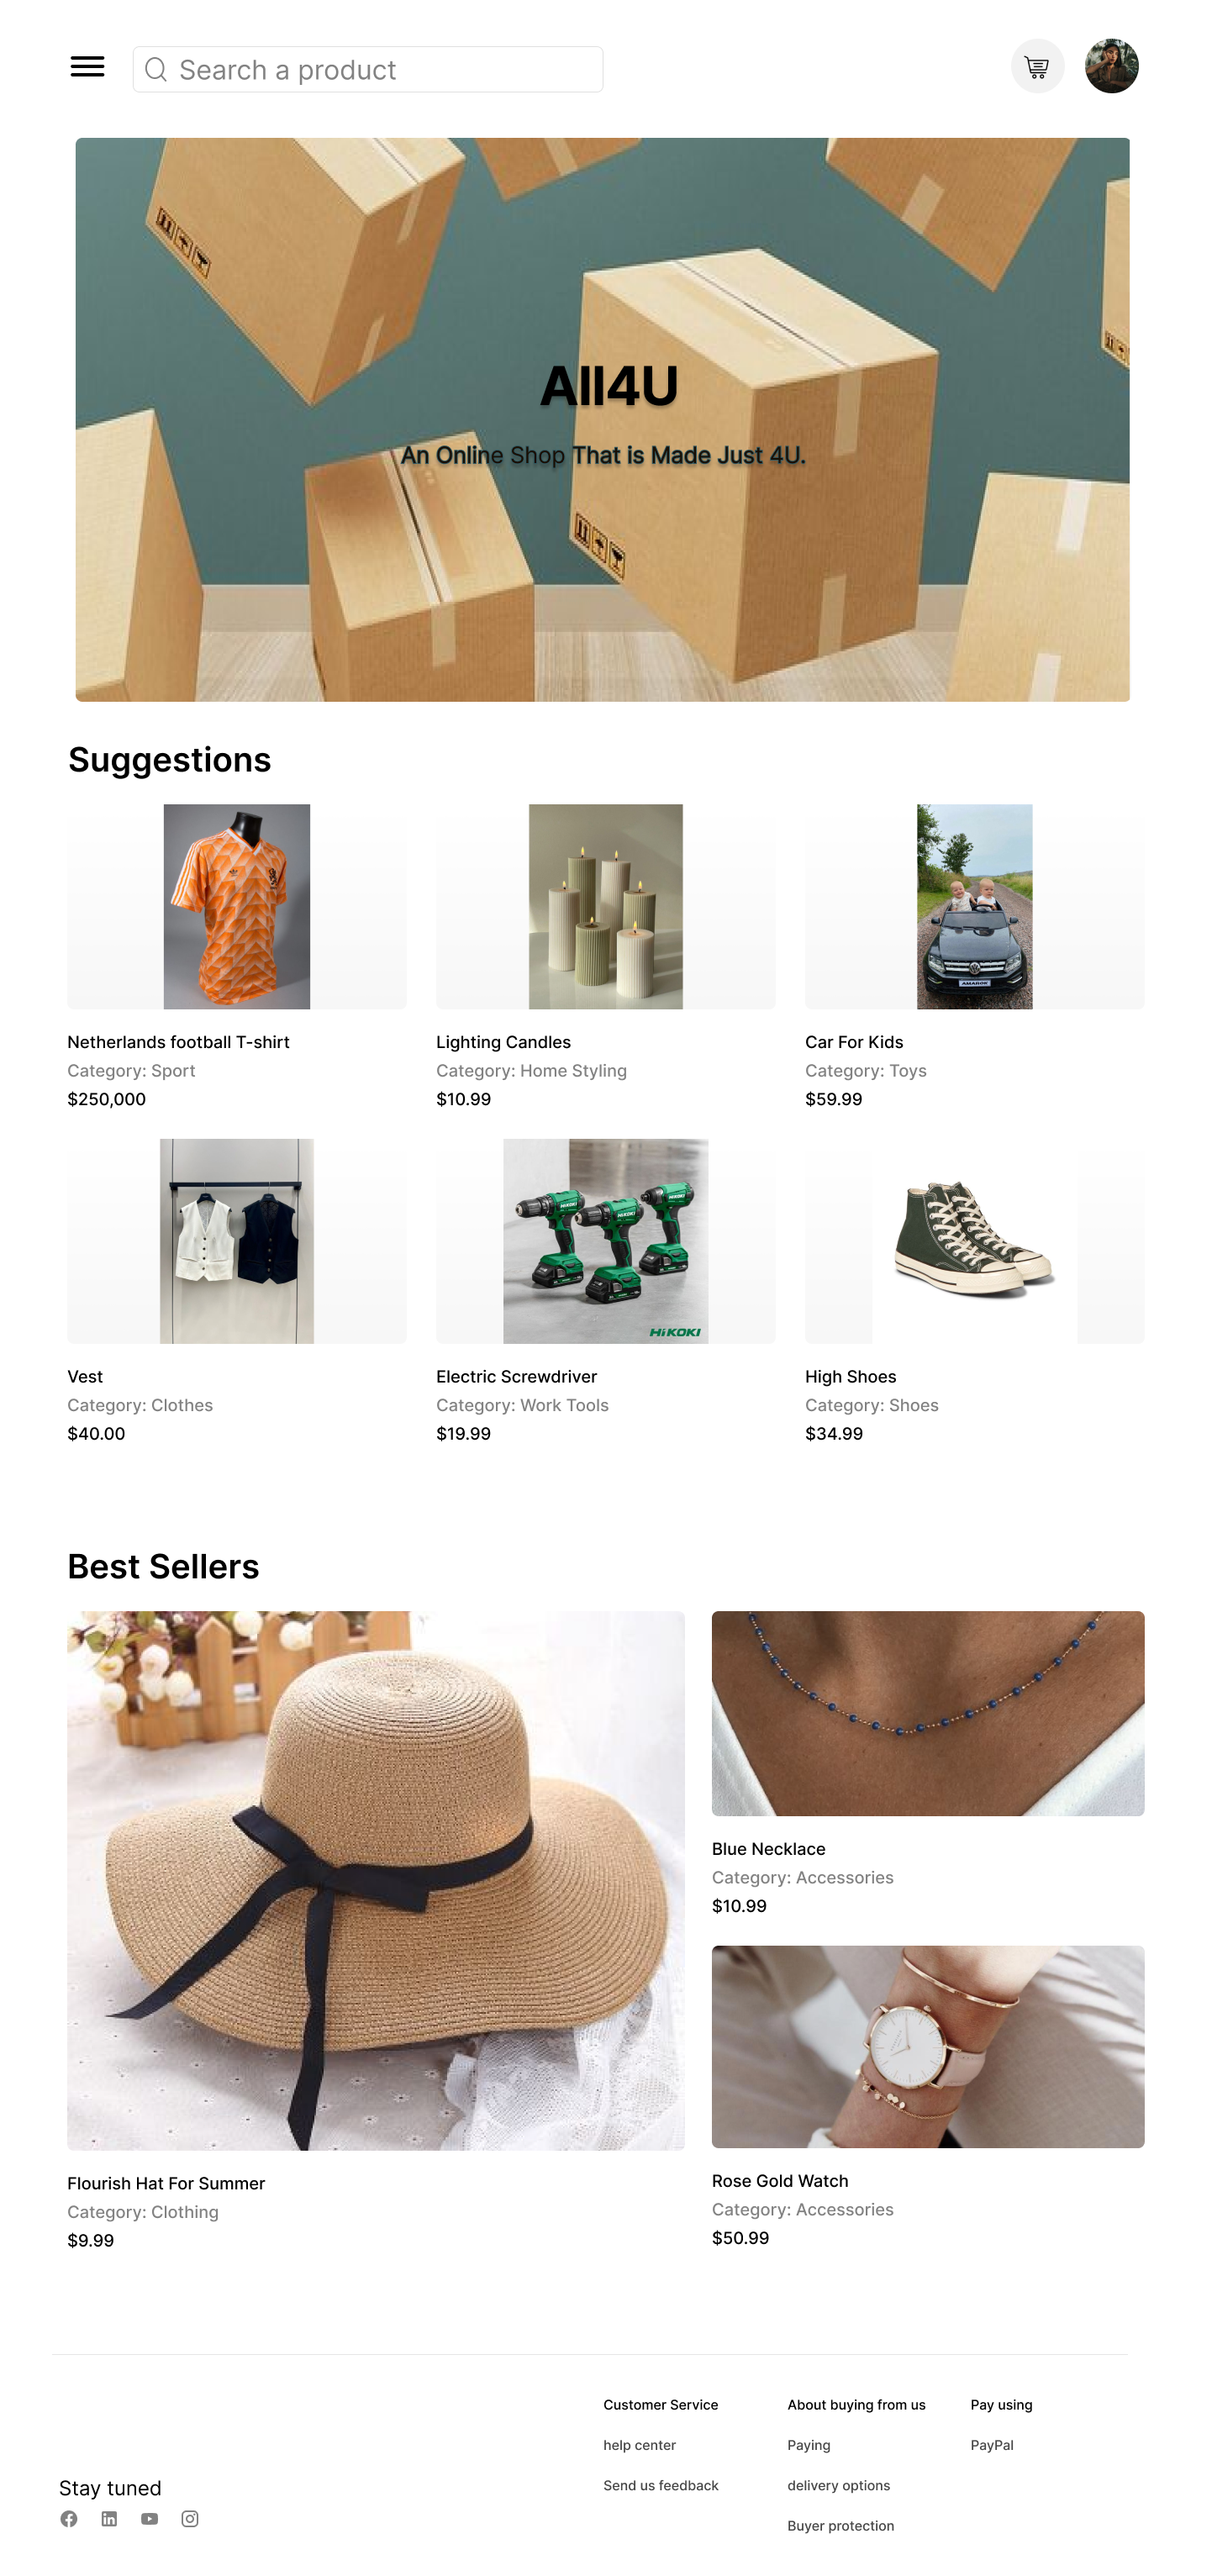 Search a product
All4U
An Online Shop That is Made Just 4U.
Suggestions
AMAROK
Netherlands football T-shirt
Category: Sport
$250,000
Lighting Candles
Category: Home Styling
$10.99
Car For Kids
Category: Toys
$59.99
HiKOKI
Vest
Category: Clothes
$40.00
Electric Screwdriver
Category: Work Tools
$19.99
High Shoes
Category: Shoes
$34.99
Best Sellers
Blue Necklace
Category: Accessories
$10.99
Flourish Hat For Summer
Category: Clothing
$9.99
Rose Gold Watch
Category: Accessories
$50.99
Customer Service
help center
Send us feedback
About buying from us
Paying
delivery options
Buyer protection
Pay using
PayPal
Stay tuned